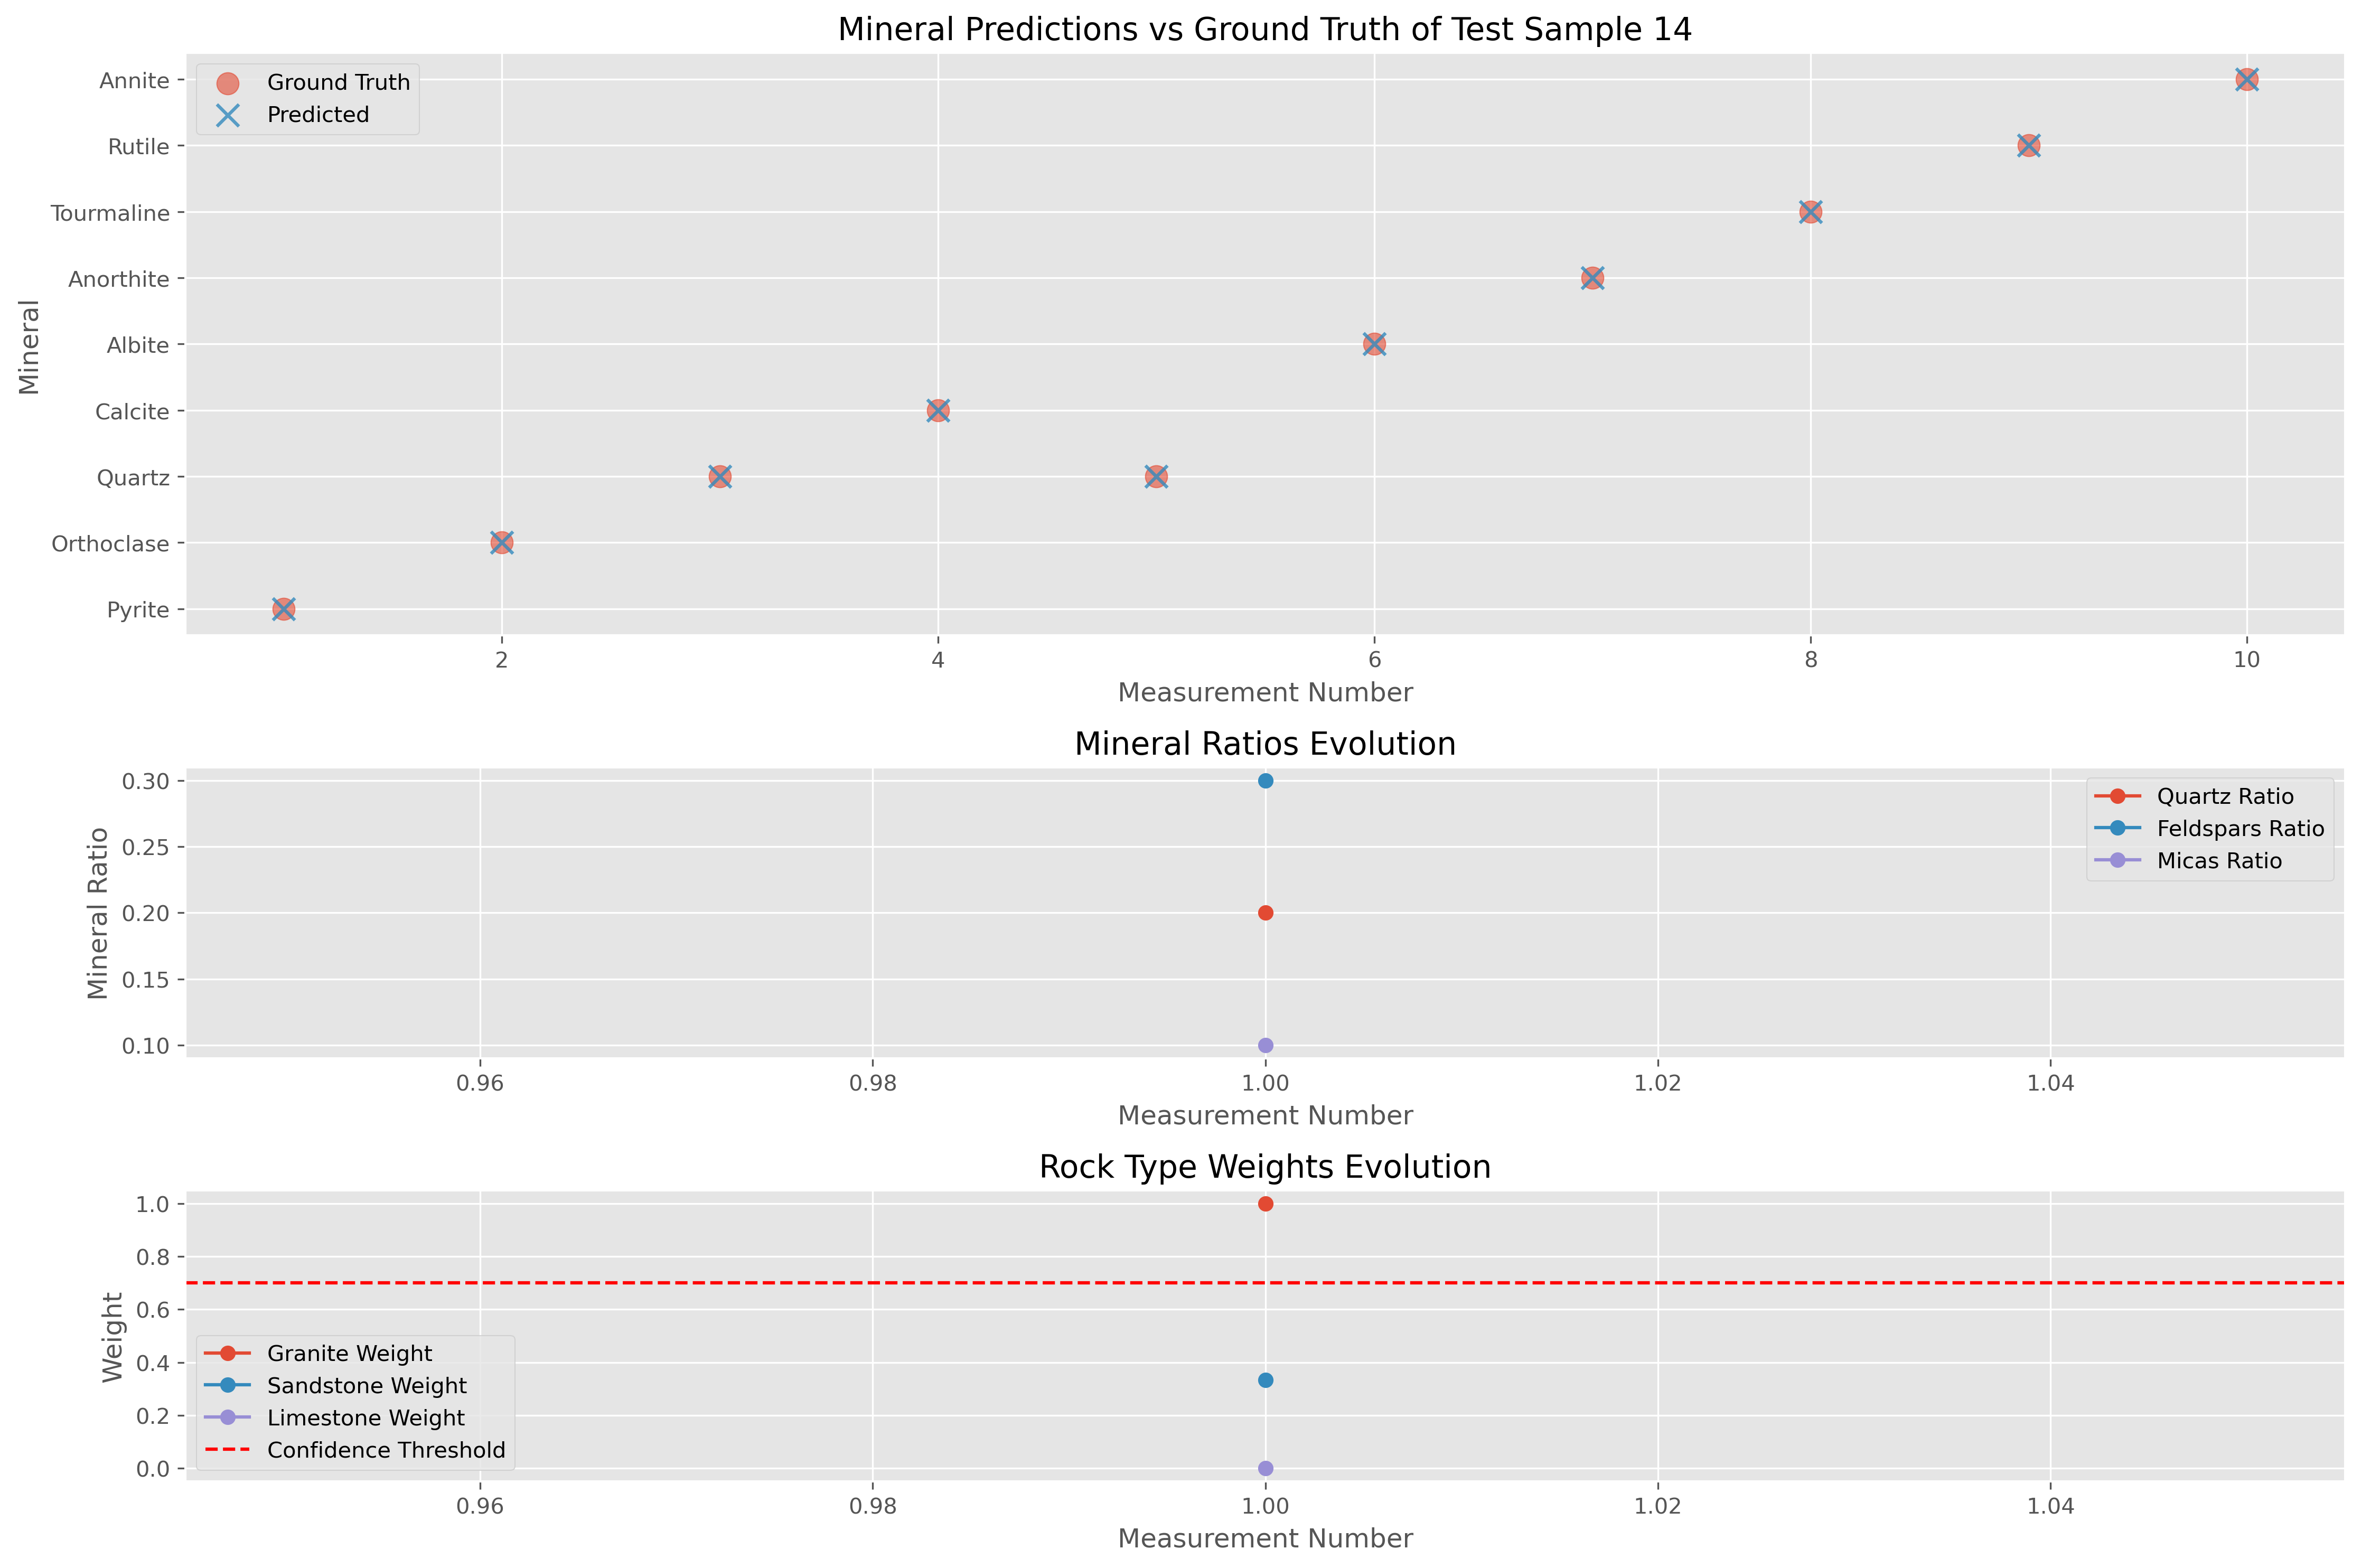 Mineral Predictions vs Ground Truth of Test Sample 14
Ground Truth
Predicted
Mineral
Annite
Rutile
Tourmaline
Anorthite
Albite
Calcite
Quartz
Orthoclase
Pyrite
2 4 6 8 10
Measurement Number
Mineral Ratios Evolution
Mineral Ratio
0.30
0.25
0.20
0.15
0.10
Quartz Ratio
Feldspars Ratio
Micas Ratio
0.96 0.98 1.00 1.02 1.04
Measurement Number
Rock Type Weights Evolution
Weight
1.0
0.8
0.6
0.4
0.2
0.0
Granite Weight
Sandstone Weight
Limestone Weight
Confidence Threshold
0.96 0.98 1.00 1.02 1.04
Measurement Number